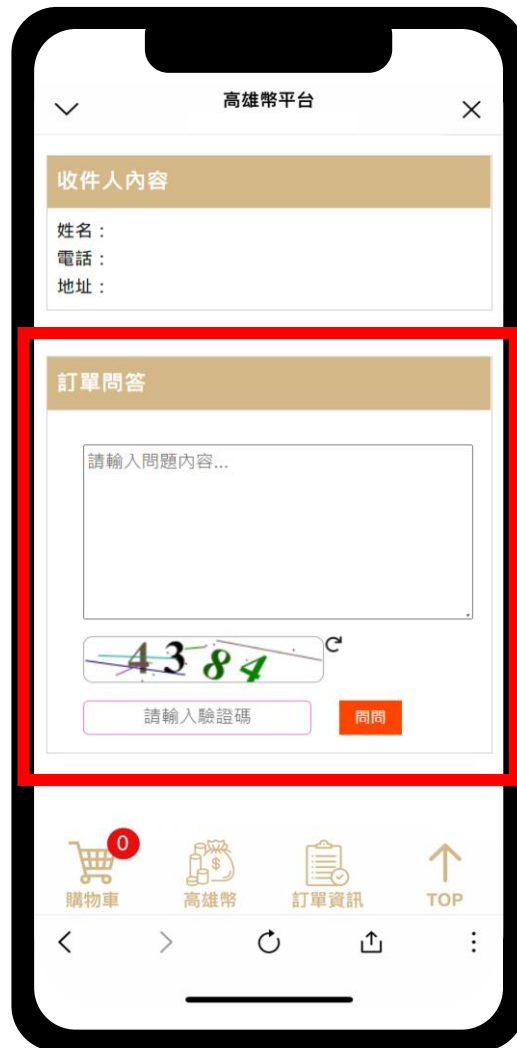 高雄幣平台
收件人內容
姓名：
電話：
地址：
訂單問答
請輸入問題內容...
4384
請輸入驗證碼
問問
0
購物車
高雄幣
訂單資訊
TOP